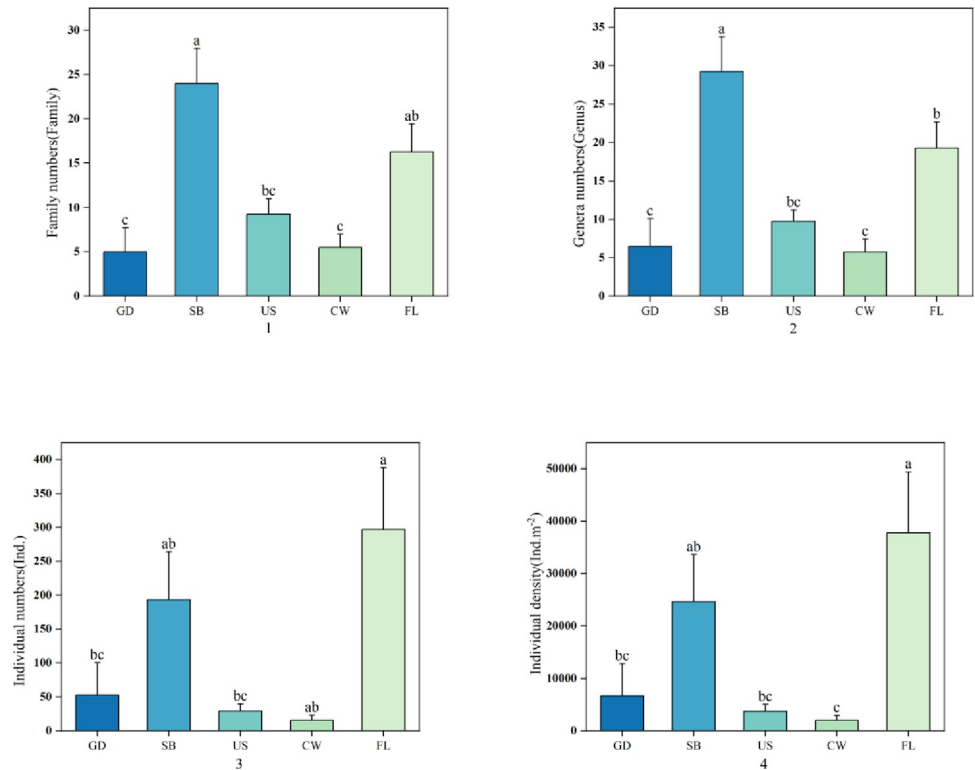 Family numbers(Family)
30
25
20
15
10
5
0
c
a
bc
c
ab
GD SB US CW FL
1
Genera numbers(Genus)
35
30
25
20
15
10
5
0
c
a
bc
c
b
GD SB US CW FL
2
Individual numbers(Ind.)
400
350
300
250
200
150
100
50
0
bc
ab
bc
ab
a
GD SB US CW FL
3
Individual density(Ind.m-2)
50000
40000
30000
20000
10000
0
bc
ab
bc
c
a
GD SB US CW FL
4